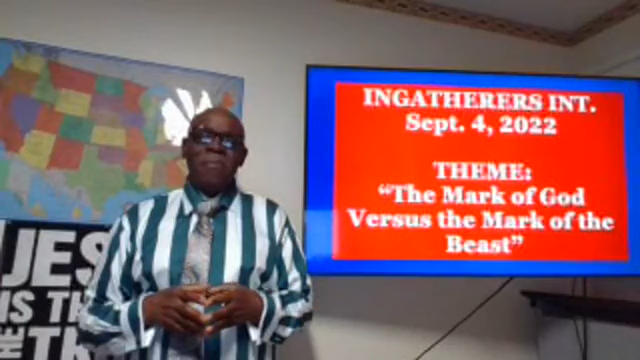 INGATHERERS INT.
Sept. 4, 2022
THEME:
“The Mark of God
Versus the Mark of the
Beast”
JES
IS TH